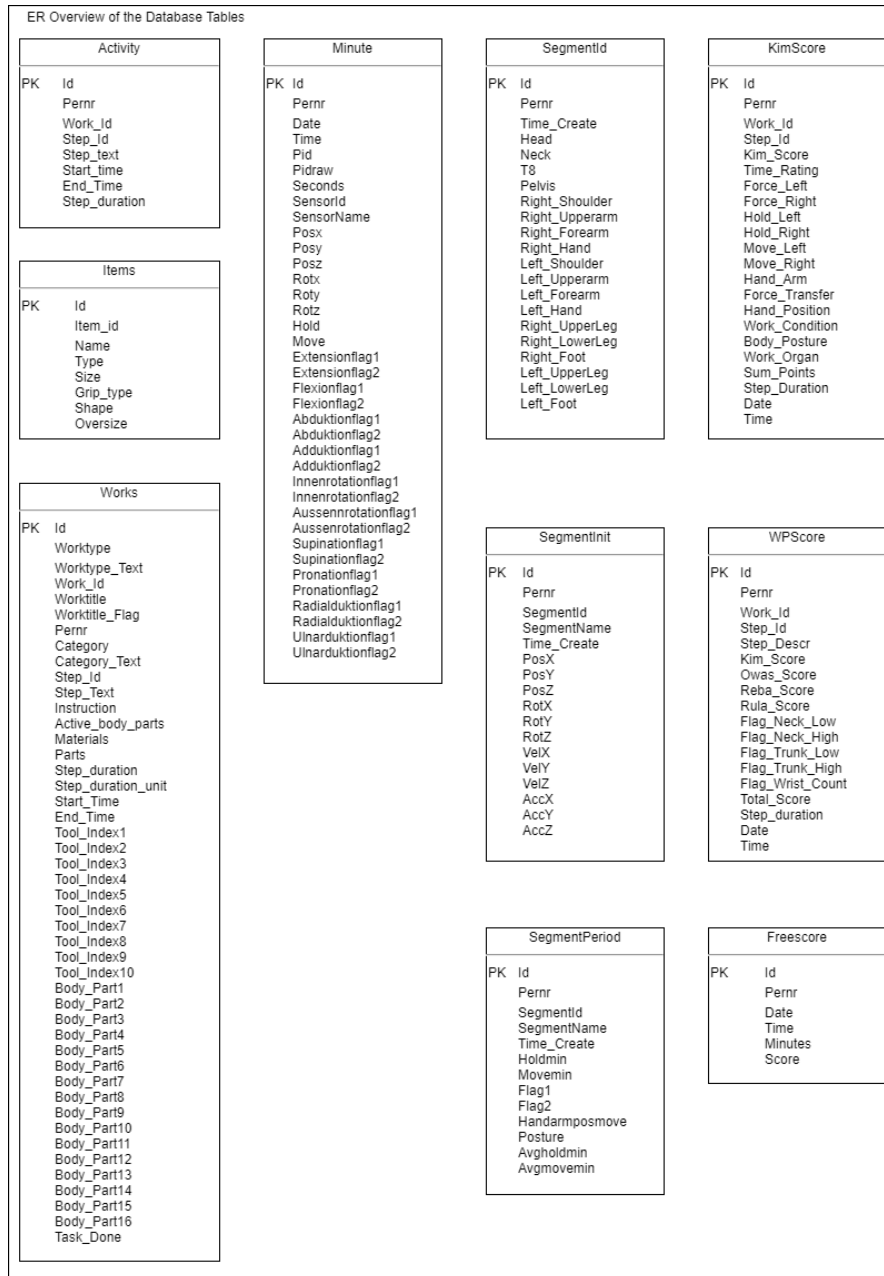 ER Overview of the Database Tables
Activity
PK Id
Pernr
Work_Id
Step_Id
Step_text
Start_time
End_Time
Step_duration
Items
PK Id
Item_id
Name
Type
Size
Grip_type
Shape
Oversize
Works
PK Id
Worktype
Worktype_Text
Work_Id
Worktitle
Worktitle_Flag
Pernr
Category
Category_Text
Step_Id
Step_Text
Instruction
Active_body_parts
Materials
Parts
Step_duration
Step_duration_unit
Start_Time
End_Time
Tool_Index1
Tool_Index2
Tool_Index3
Tool_Index4
Tool_Index5
Tool_Index6
Tool_Index7
Tool_Index8
Tool_Index9
Tool_Index10
Body_Part1
Body_Part2
Body_Part3
Body_Part4
Body_Part5
Body_Part6
Body_Part7
Body_Part8
Body_Part9
Body_Part10
Body_Part11
Body_Part12
Body_Part13
Body_Part14
Body_Part15
Body_Part16
Task_Done
Minute
PK Id
Pernr
Date
Time
Pid
Pidraw
Seconds
SensorId
SensorName
Posx
Posy
Posz
Rotx
Roty
Rotz
Hold
Move
Extensionflag1
Extensionflag2
Flexionflag1
Flexionflag2
Abduktionflag1
Abduktionflag2
Adduktionflag1
Adduktionflag2
Innenrotationflag1
Innenrotationflag2
Aussennrotationflag1
Aussenrotationflag2
Supinationflag1
Supinationflag2
Pronationflag1
Pronationflag2
Radialduktionflag1
Radialduktionflag2
Ulnarduktionflag1
Ulnarduktionflag2
SegmentId
PK Id
Pernr
Time_Create
Head
Neck
T8
Pelvis
Right_Shoulder
Right_Upperarm
Right_Forearm
Right_Hand
Left_Shoulder
Left_Upperarm
Left_Forearm
Left_Hand
Right_UpperLeg
Right_LowerLeg
Right_Foot
Left_UpperLeg
Left_LowerLeg
Left_Foot
SegmentInit
PK Id
Pernr
SegmentId
SegmentName
Time_Create
PosX
PosY
PosZ
RotX
RotY
RotZ
VelX
VelY
VelZ
AccX
AccY
AccZ
SegmentPeriod
PK Id
Pernr
SegmentId
SegmentName
Time_Create
Holdmin
Movemin
Flag1
Flag2
Handarmposmove
Posture
Avgholdmin
Avgmovemin
KimScore
PK Id
Pernr
Work_Id
Step_Id
Kim_Score
Time_Rating
Force_Left
Force_Right
Hold_Left
Hold_Right
Move_Left
Move_Right
Hand_Arm
Force_Transfer
Hand_Position
Work_Condition
Body_Posture
Work_Organ
Sum_Points
Step_Duration
Date
Time
WPScore
PK Id
Pernr
Work_Id
Step_Id
Step_Descr
Kim_Score
Owas_Score
Reba_Score
Rula_Score
Flag_Neck_Low
Flag_Neck_High
Flag_Trunk_Low
Flag_Trunk_High
Flag_Wrist_Count
Total_Score
Step_duration
Date
Time
Freescore
PK Id
Pernr
Date
Time
Minutes
Score